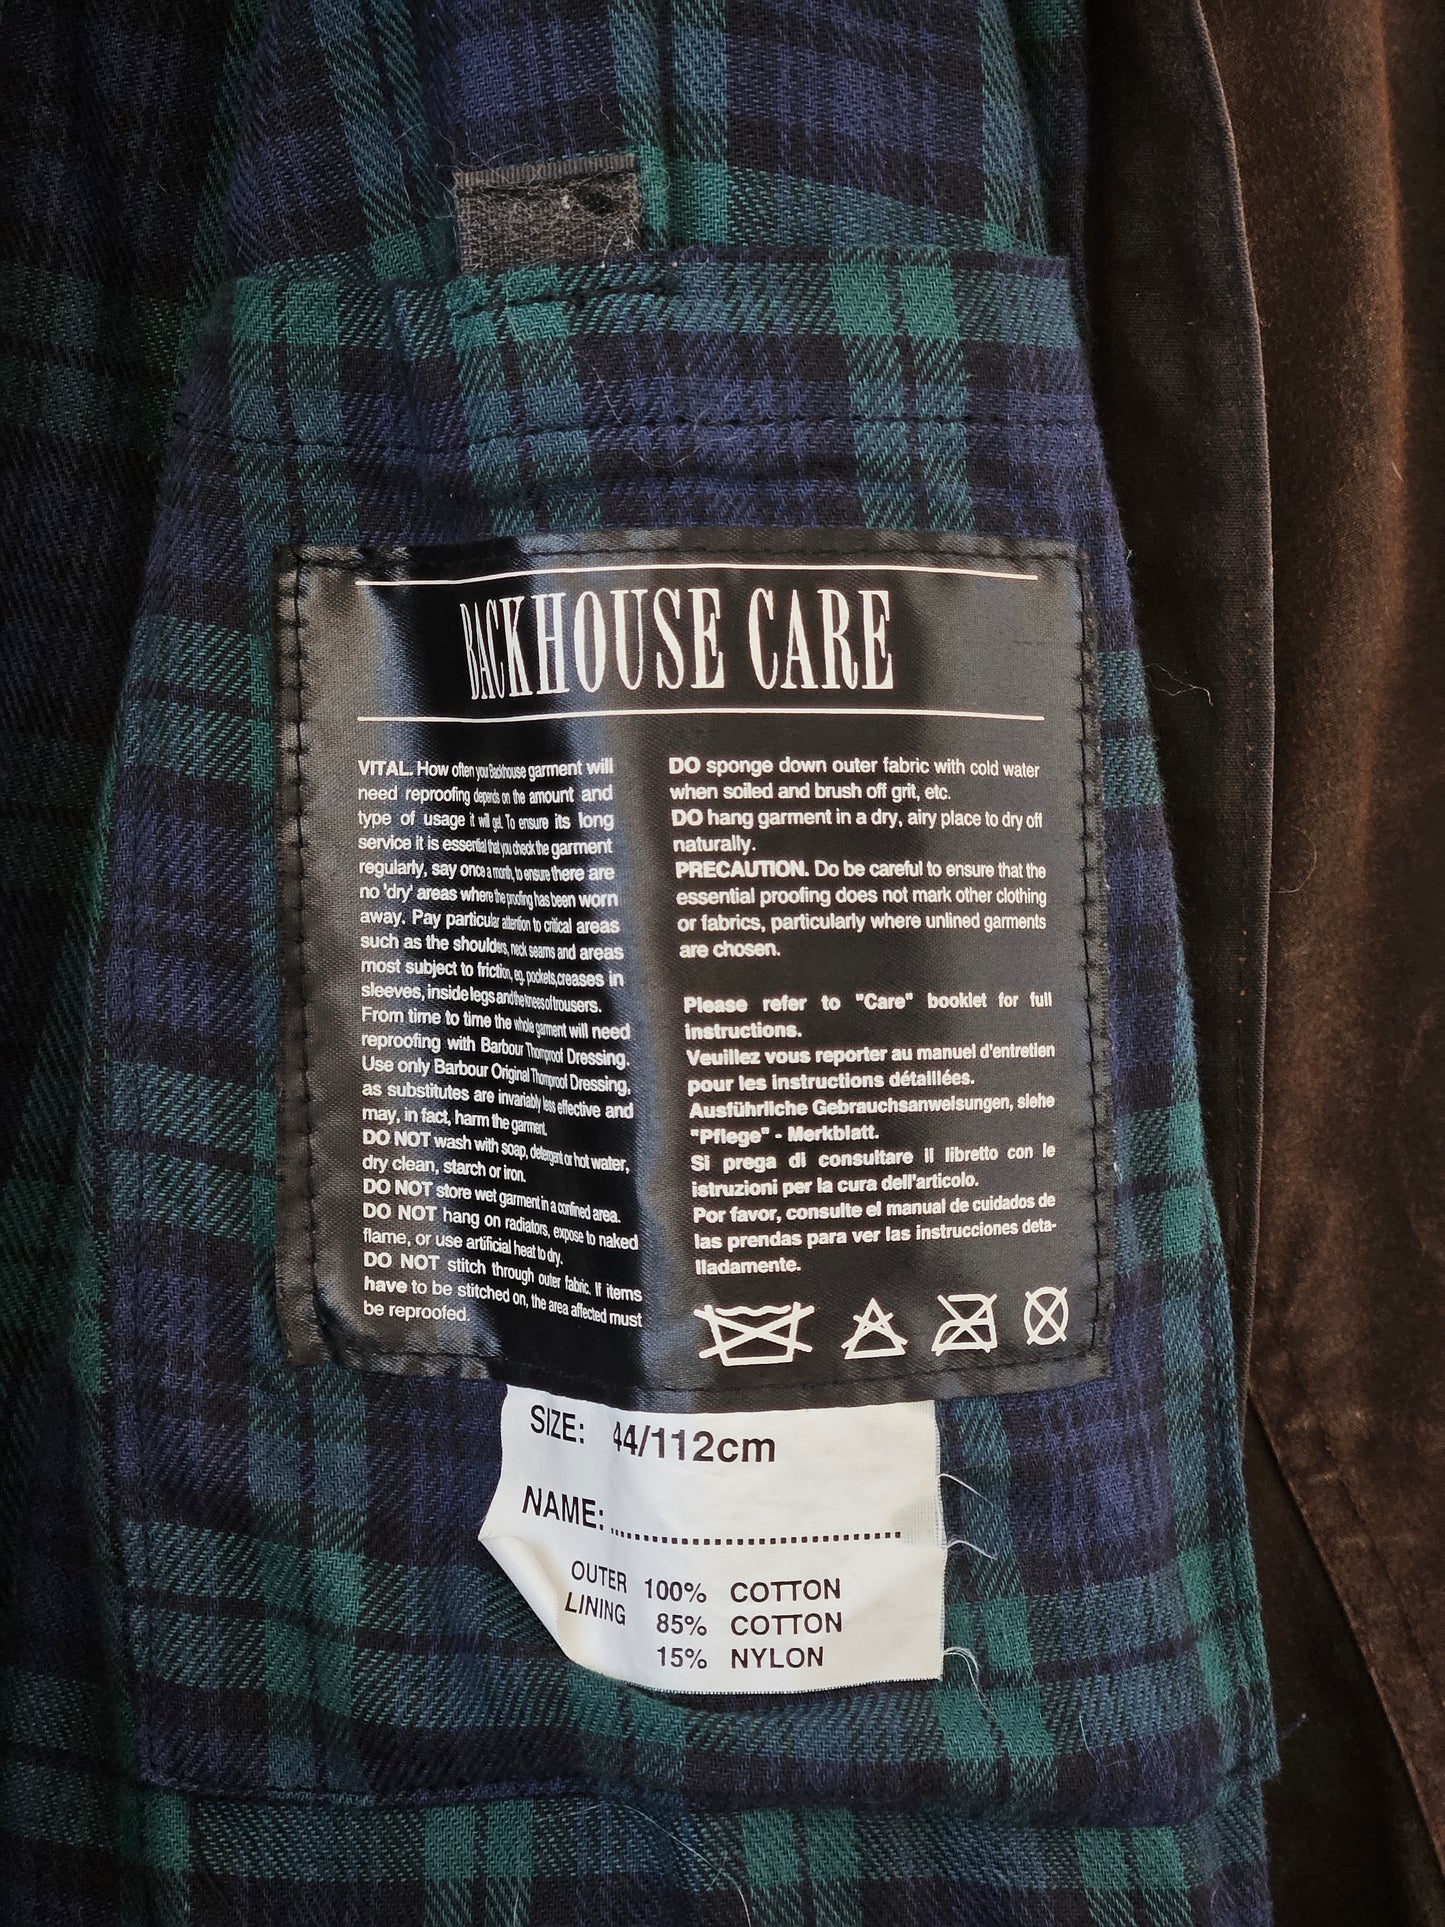 BACKHOUSE CARE
VITAL. How often your Backhouse garment will
need reproofing depends on the amount and
type of usage it will get. To ensure its long
service it is essential that you check the garment
regularly, say once a month, to ensure there are
no 'dry' areas where the proofing has been worn
away. Pay particular attention to critical areas
such as the shoulders, neck seams and areas
most subject to friction, eg. pockets,creases in
sleeves, inside legs and the knees of trousers.
From time to time the whole garment will need
reproofing with Barbour Thornproof Dressing.
Use only Barbour Original Thornproof Dressing,
as substitutes are invariably less effective and
may, in fact, harm the garment.
DO NOT wash with soap, detergent or hot water,
dry clean, starch or iron.
DO NOT store wet garment in a confined area.
DO NOT hang on radiators, expose to naked
flame, or use artificial heat to dry.
DO NOT stitch through outer fabric. If items
have to be stitched on, the area affected must
be reproofed.
DO sponge down outer fabric with cold water
when soiled and brush off grit, etc.
DO hang garment in a dry, airy place to dry off
naturally.
PRECAUTION. Do be careful to ensure that the
essential proofing does not mark other clothing
or fabrics, particularly where unlined garments
are chosen.
Please refer to "Care" booklet for full
instructions.
Veuillez vous reporter au manuel d'entretien
pour les instructions détaillées.
Ausführliche Gebrauchsanweisungen, siehe
"Pflege" - Merkblatt.
Si prega di consultare il libretto con le
istruzioni per la cura dell'articolo.
Por favor, consulte el manual de cuidados de
las prendas para ver las instrucciones deta-
lladamente.
SIZE: 44/112cm
NAME:................................
OUTER 100% COTTON
LINING 85% COTTON
15% NYLON